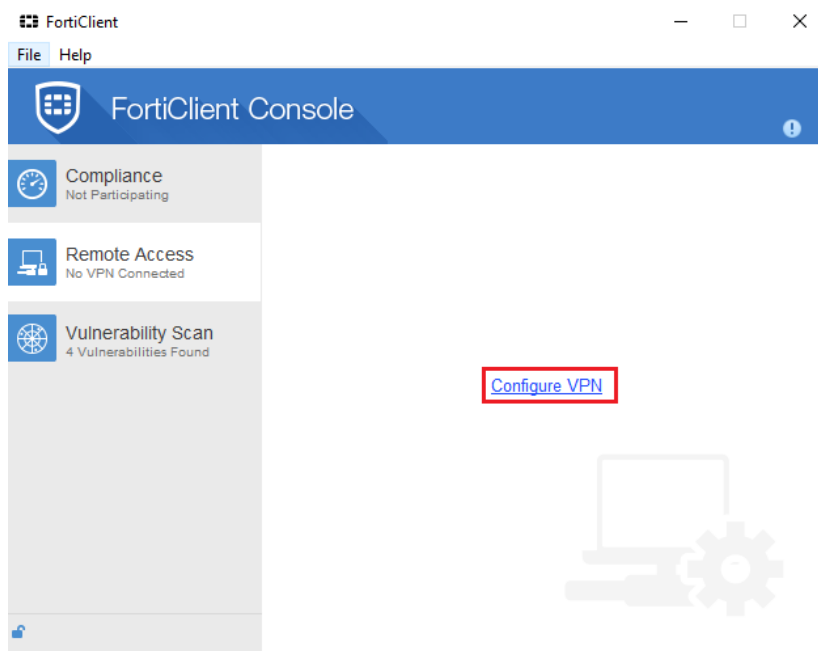 FortiClient
File Help
FortiClient Console
Compliance
Not Participating
Remote Access
No VPN Connected
Vulnerability Scan
4 Vulnerabilities Found
Configure VPN